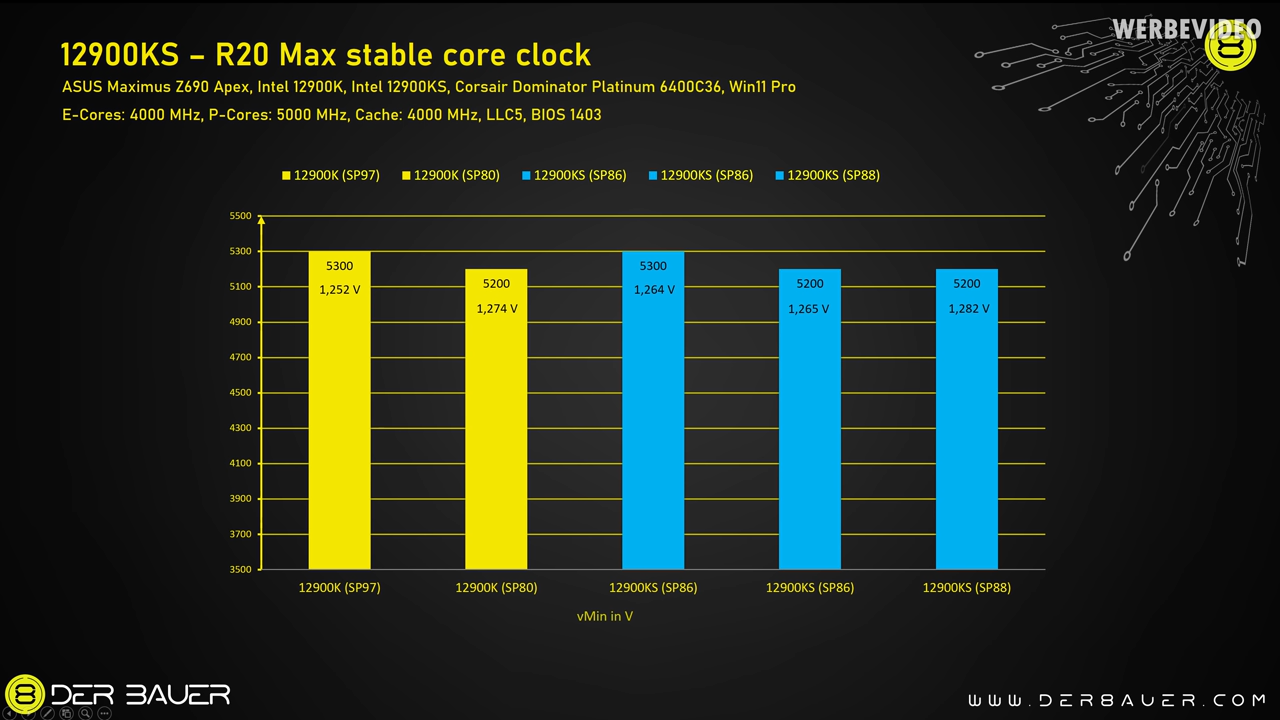 WERBEVIDEO
12900KS – R20 Max stable core clock
ASUS Maximus Z690 Apex, Intel 12900K, Intel 12900KS, Corsair Dominator Platinum 6400C36, Win11 Pro
E-Cores: 4000 MHz, P-Cores: 5000 MHz, Cache: 4000 MHz, LLC5, BIOS 1403
12900K (SP97) 12900K (SP80) 12900KS (SP86) 12900KS (SP86) 12900KS (SP88)
5500
5300
5100
4900
4700
4500
4300
4100
3900
3700
3500
5300
1,252 V
5200
1,274 V
5300
1,264 V
5200
1,265 V
5200
1,282 V
12900K (SP97) 12900K (SP80) 12900KS (SP86) 12900KS (SP86) 12900KS (SP88)
vMin in V
DER BAUER
WWW.DER8AUER.COM